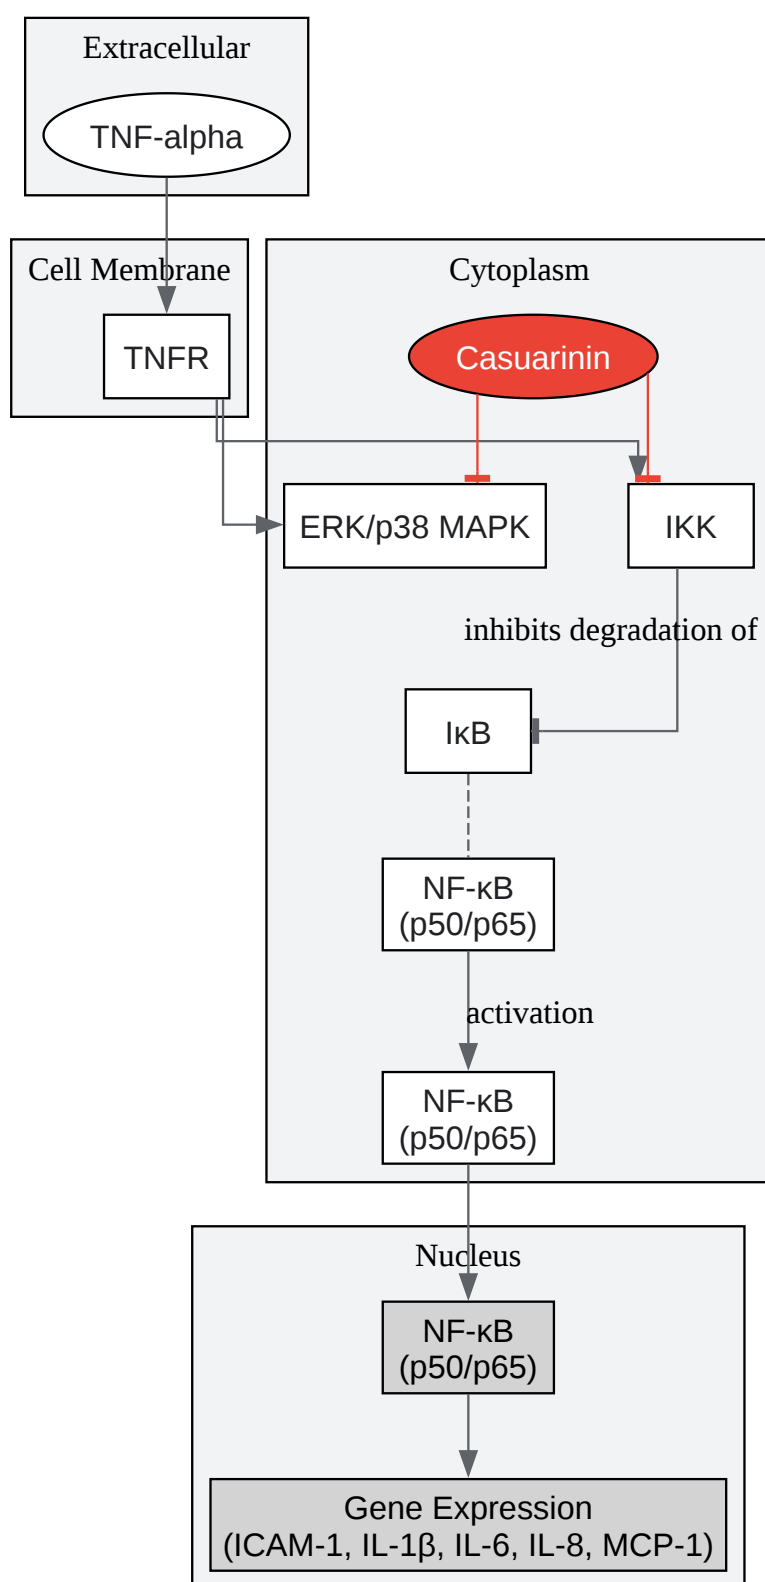 Extracellular
TNF-alpha
Cell Membrane
TNFR
Cytoplasm
Casuarinin
ERK/p38 MAPK
IKK
inhibits degradation of
IκB
NF-κB
(p50/p65)
activation
NF-κB
(p50/p65)
Nucleus
NF-κB
(p50/p65)
Gene Expression
(ICAM-1, IL-1β, IL-6, IL-8, MCP-1)